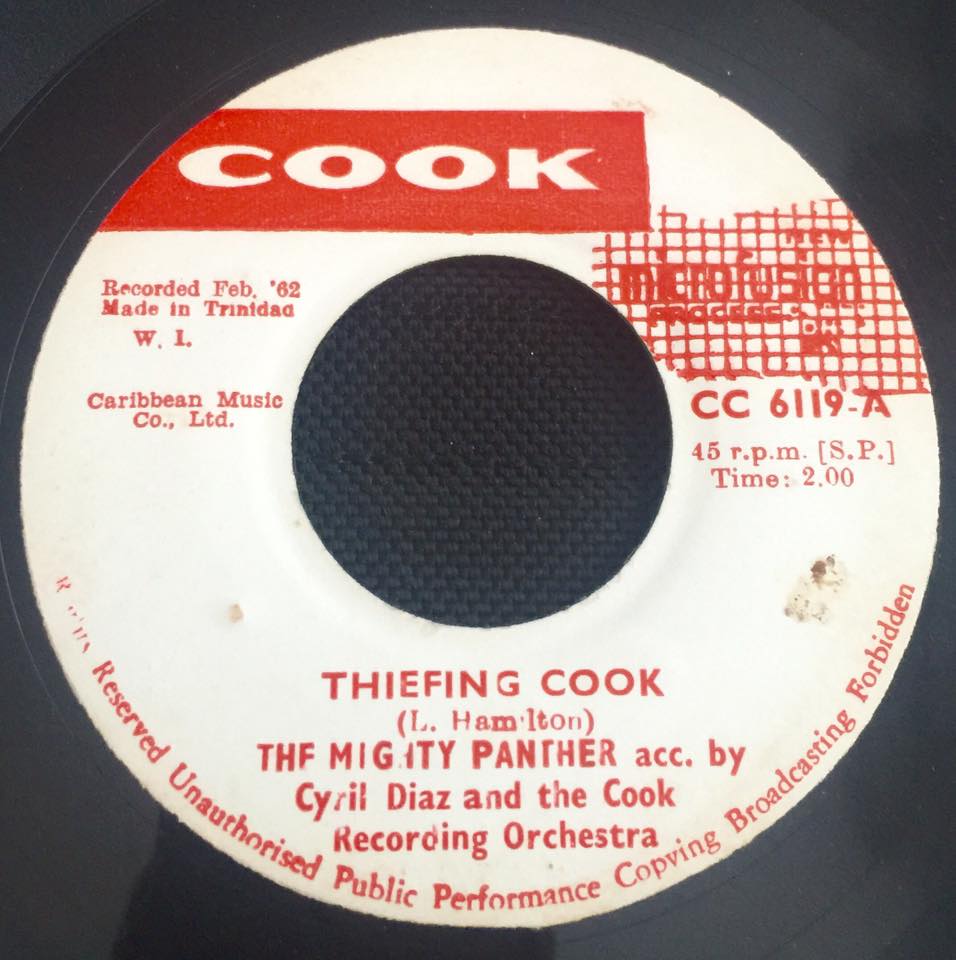 COOK
Recorded Feb. '62
Made in Trinidad
W. I.
Caribbean Music
Co., Ltd.
NEW
PROCESS
CC 6119-A
45 r.p.m. [S.P.]
Time: 2.00
THIEFING COOK
(L. Hamilton)
THE MIGHTY PANTHER acc. by
Cyril Diaz and the Cook
Recording Orchestra
Reserved Unauthorised Public Performance Copying Broadcasting Forbidden